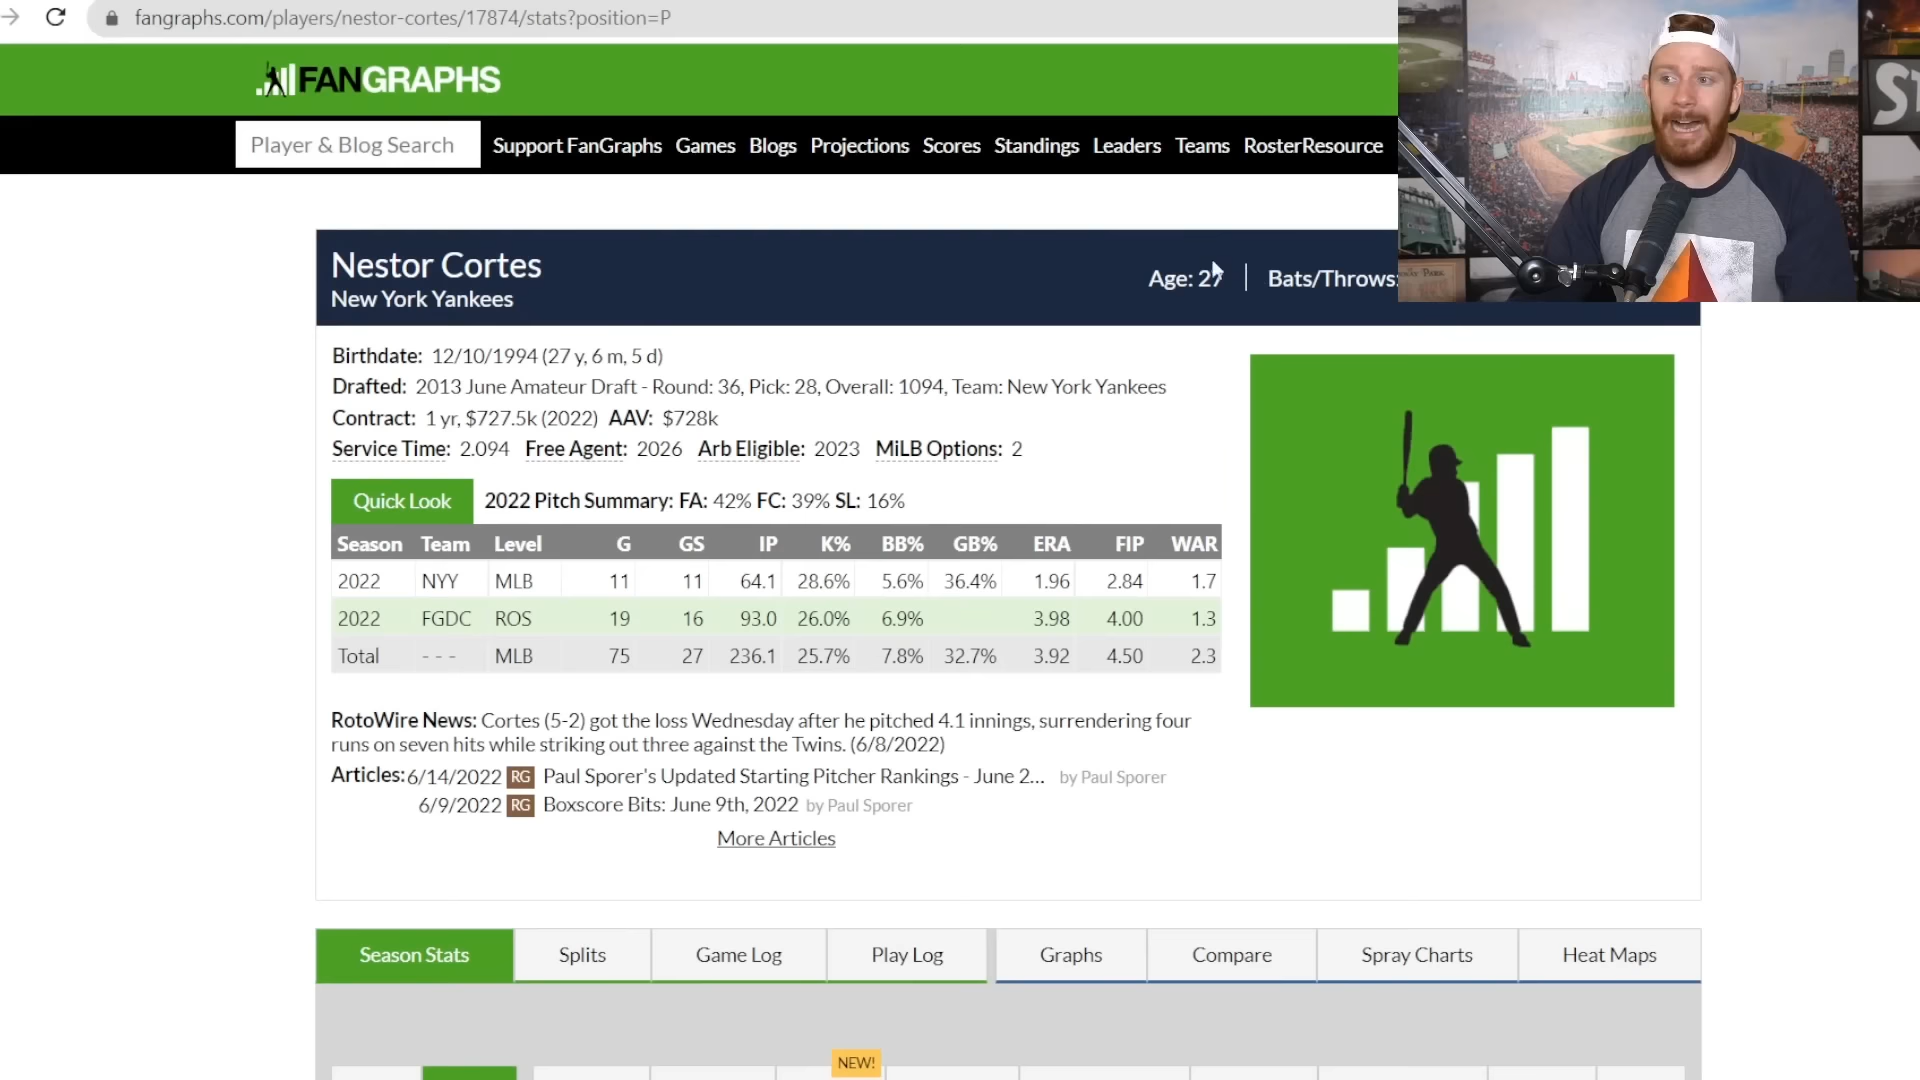 fangraphs.com/players/nestor-cortes/17874/stats?position=P
FANGRAPHS
Player & Blog Search Support FanGraphs Games Blogs Projections Scores Standings Leaders Teams RosterResource
Nestor Cortes
New York Yankees
Age: 27 | Bats/Throws:
Birthdate: 12/10/1994 (27 y, 6 m, 5 d)
Drafted: 2013 June Amateur Draft - Round: 36, Pick: 28, Overall: 1094, Team: New York Yankees
Contract: 1 yr, $727.5k (2022) AAV: $728k
Service Time: 2.094 Free Agent: 2026 Arb Eligible: 2023 MiLB Options: 2
Quick Look 2022 Pitch Summary: FA: 42% FC: 39% SL: 16%
Season Team Level G GS IP K% BB% GB% ERA FIP WAR
2022 NYY MLB 11 11 64.1 28.6% 5.6% 36.4% 1.96 2.84 1.7
2022 FGDC ROS 19 16 93.0 26.0% 6.9% 3.98 4.00 1.3
Total - - - MLB 75 27 236.1 25.7% 7.8% 32.7% 3.92 4.50 2.3
RotoWire News: Cortes (5-2) got the loss Wednesday after he pitched 4.1 innings, surrendering four
runs on seven hits while striking out three against the Twins. (6/8/2022)
Articles: 6/14/2022 RG Paul Sporer's Updated Starting Pitcher Rankings - June 2... by Paul Sporer
6/9/2022 RG Boxscore Bits: June 9th, 2022 by Paul Sporer
More Articles
Season Stats Splits Game Log Play Log Graphs Compare Spray Charts Heat Maps
NEW!